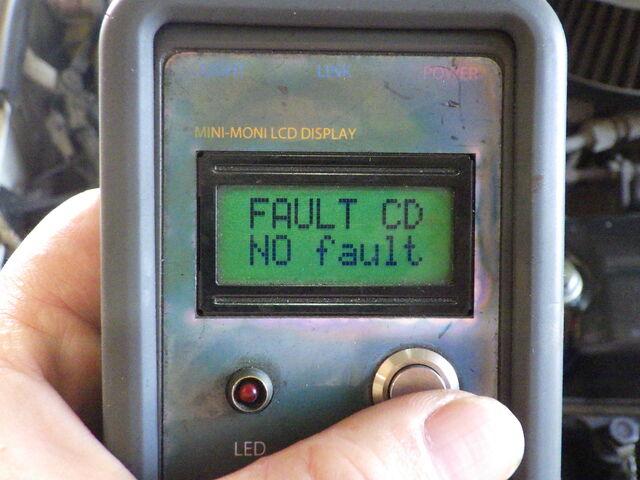 LIGHT LINK POWER
MINI-MONI LCD DISPLAY
FAULT CD
NO fault
LED